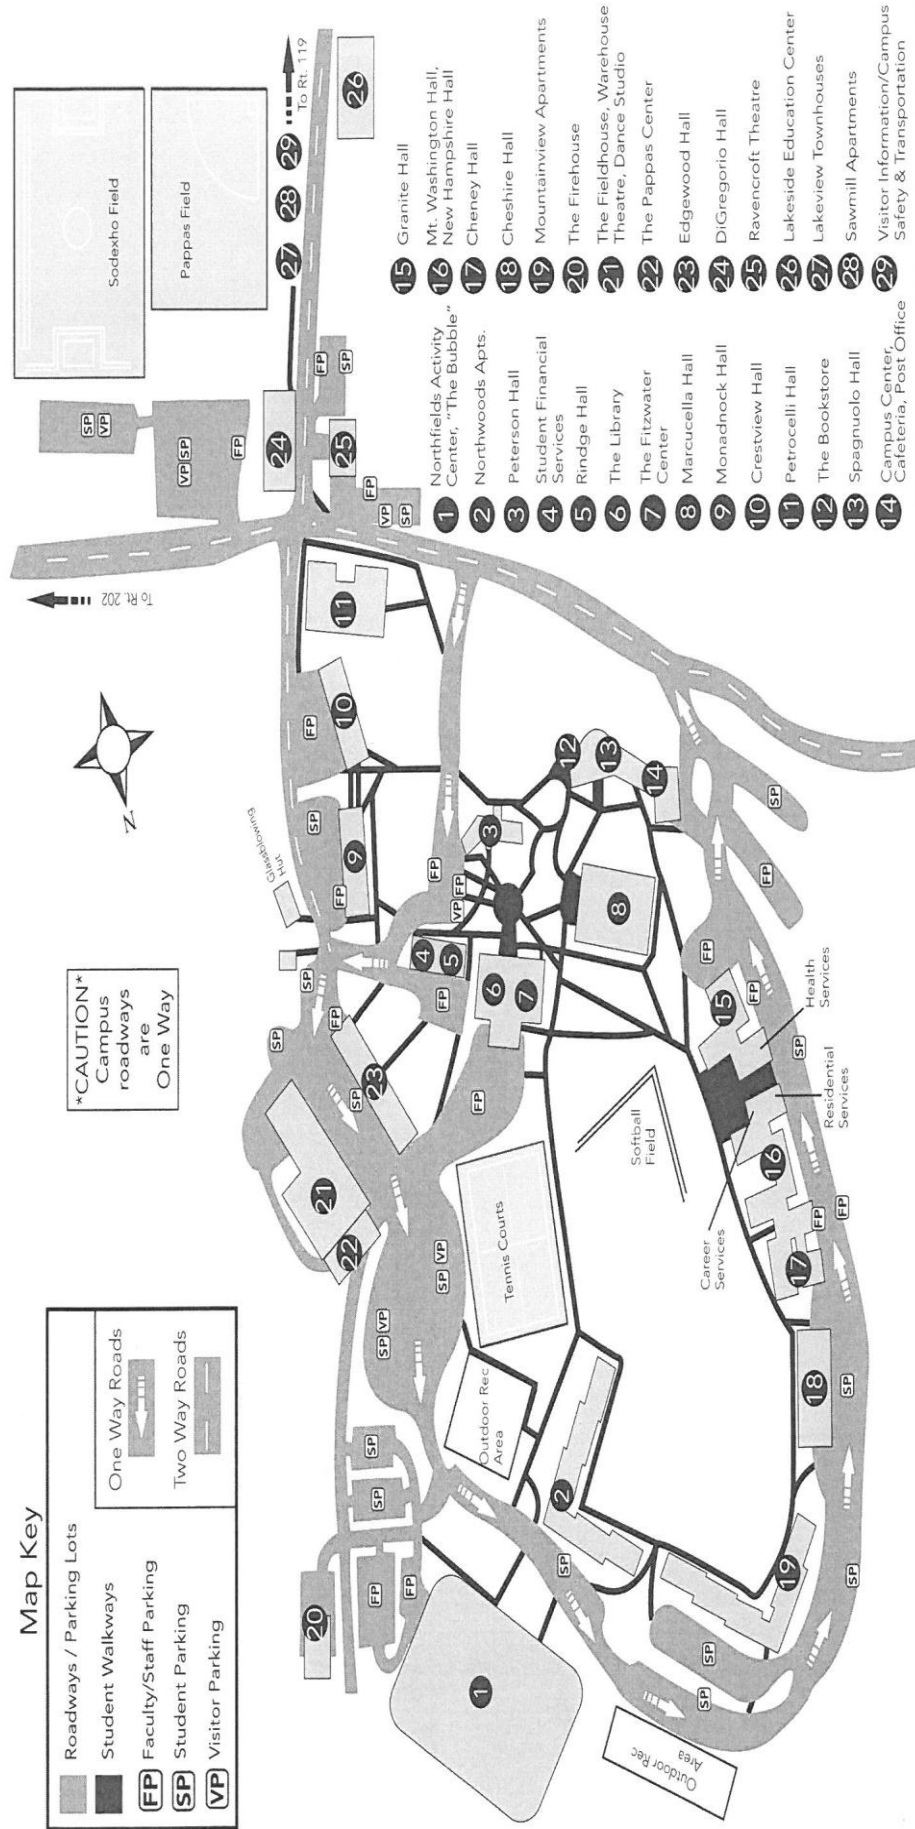 Map Key
Roadways / Parking Lots
Student Walkways
FP Faculty/Staff Parking
SP Student Parking
VP Visitor Parking
One Way Roads
Two Way Roads
*CAUTION*
Campus
roadways
are
One Way
N
To Rt. 202
To Rt. 119
Sodexho Field
Pappas Field
Glassblowing
Hut
Tennis Courts
Outdoor Rec
Area
Outdoor Rec
Area
Softball
Field
Career
Services
Residential
Services
Health
Services
1 Northfields Activity
Center, "The Bubble"
2 Northwoods Apts.
3 Peterson Hall
4 Student Financial
Services
5 Rindge Hall
6 The Library
7 The Fitzwater
Center
8 Marcucella Hall
9 Monadnock Hall
10 Crestview Hall
11 Petrocelli Hall
12 The Bookstore
13 Spagnuolo Hall
14 Campus Center,
Cafeteria, Post Office
15 Granite Hall
16 Mt. Washington Hall,
New Hampshire Hall
17 Cheney Hall
18 Cheshire Hall
19 Mountainview Apartments
20 The Firehouse
21 The Fieldhouse, Warehouse
Theatre, Dance Studio
22 The Pappas Center
23 Edgewood Hall
24 DiGregorio Hall
25 Ravencroft Theatre
26 Lakeside Education Center
27 Lakeview Townhouses
28 Sawmill Apartments
29 Visitor Information/Campus
Safety & Transportation